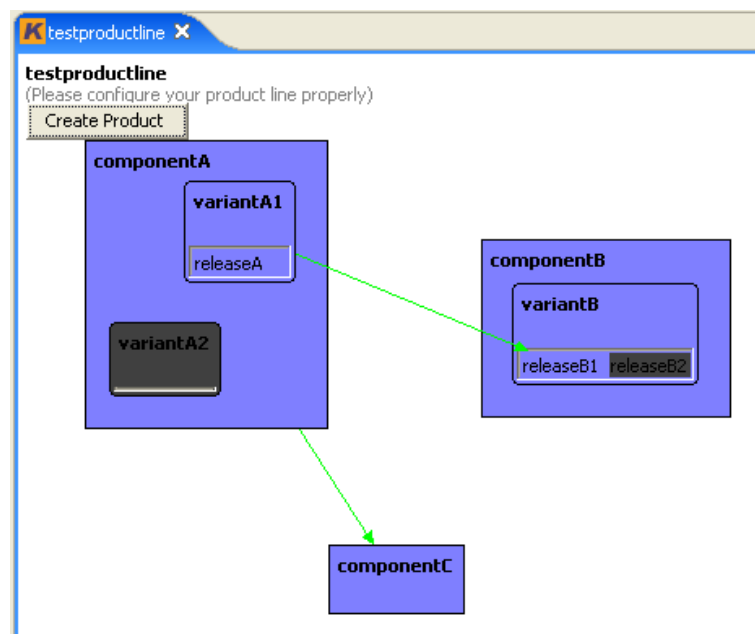 testproductline
testproductline
(Please configure your product line properly)
Create Product
componentA
variantA1
releaseA
variantA2
componentB
variantB
releaseB1 releaseB2
componentC